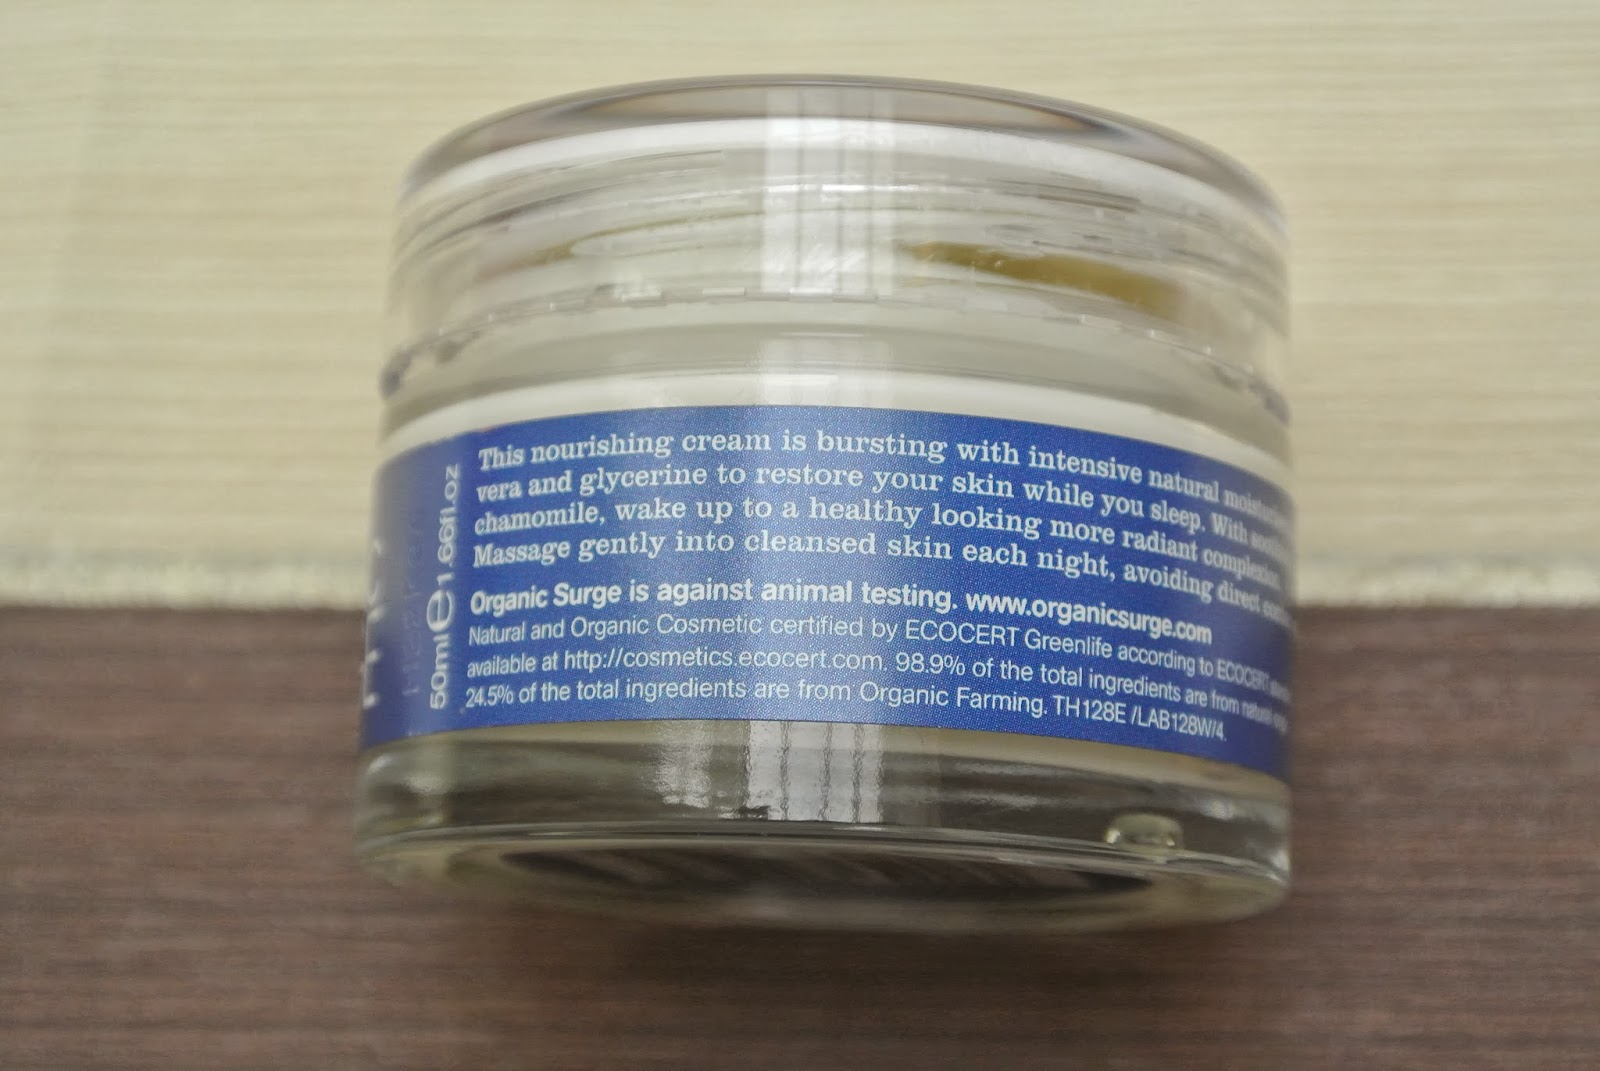 This nourishing cream is bursting with intensive natural
vera and glycerine to restore your skin while you sleep. With
chamomile, wake up to a healthy looking more radiant complexion.
Massage gently into cleansed skin each night, avoiding direct
Organic Surge is against animal testing. www.organicsurge.com
Natural and Organic Cosmetic certified by ECOCERT Greenlife according to ECOCERT
available at http://cosmetics.ecocert.com. 98.9% of the total ingredients are from natural
24.5% of the total ingredients are from Organic Farming. TH128E /LAB128W/4.
50ml e 1.66fl.oz